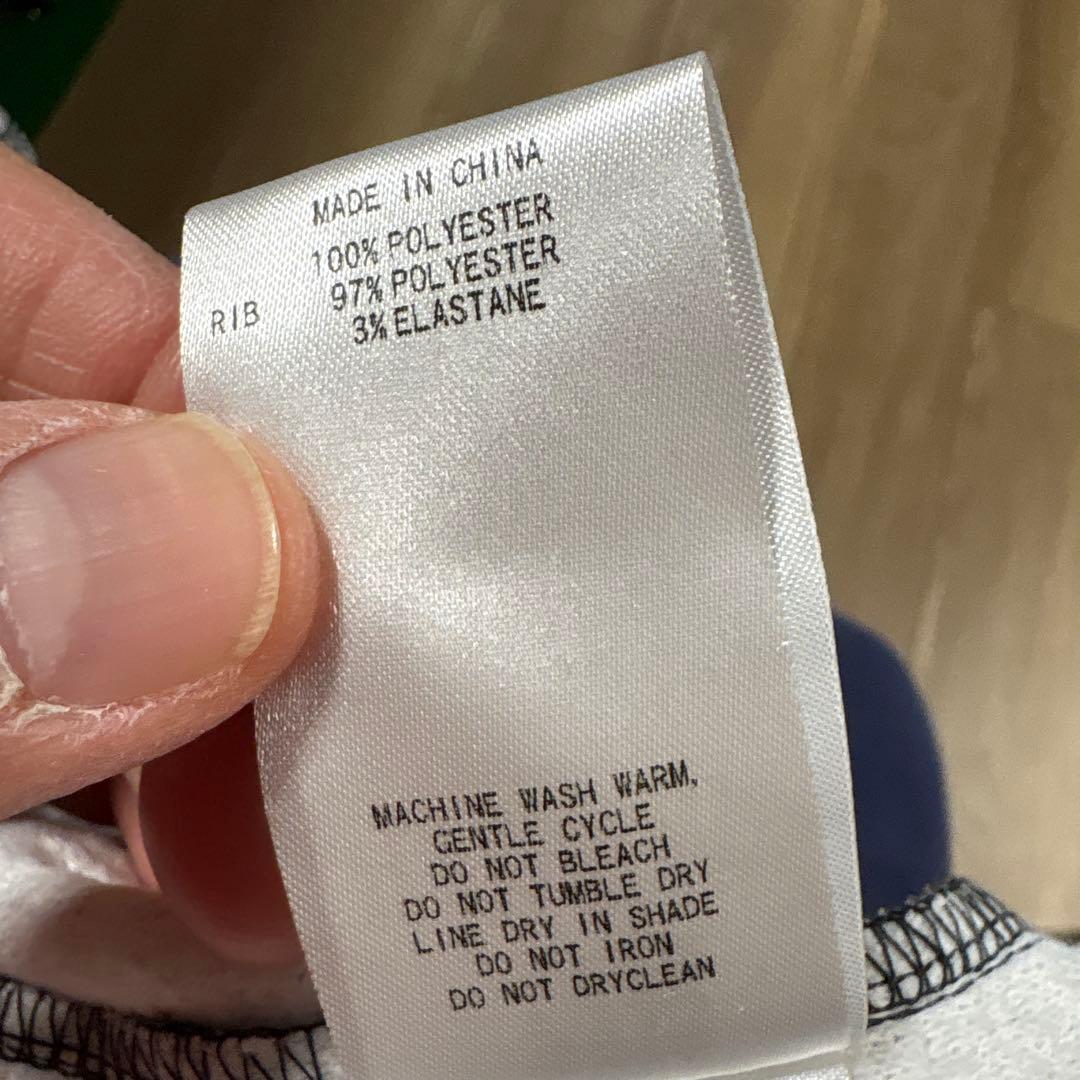 MADE IN CHINA
100% POLYESTER
RIB 97% POLYESTER
3% ELASTANE
MACHINE WASH WARM,
GENTLE CYCLE
DO NOT BLEACH
DO NOT TUMBLE DRY
LINE DRY IN SHADE
DO NOT IRON
DO NOT DRYCLEAN